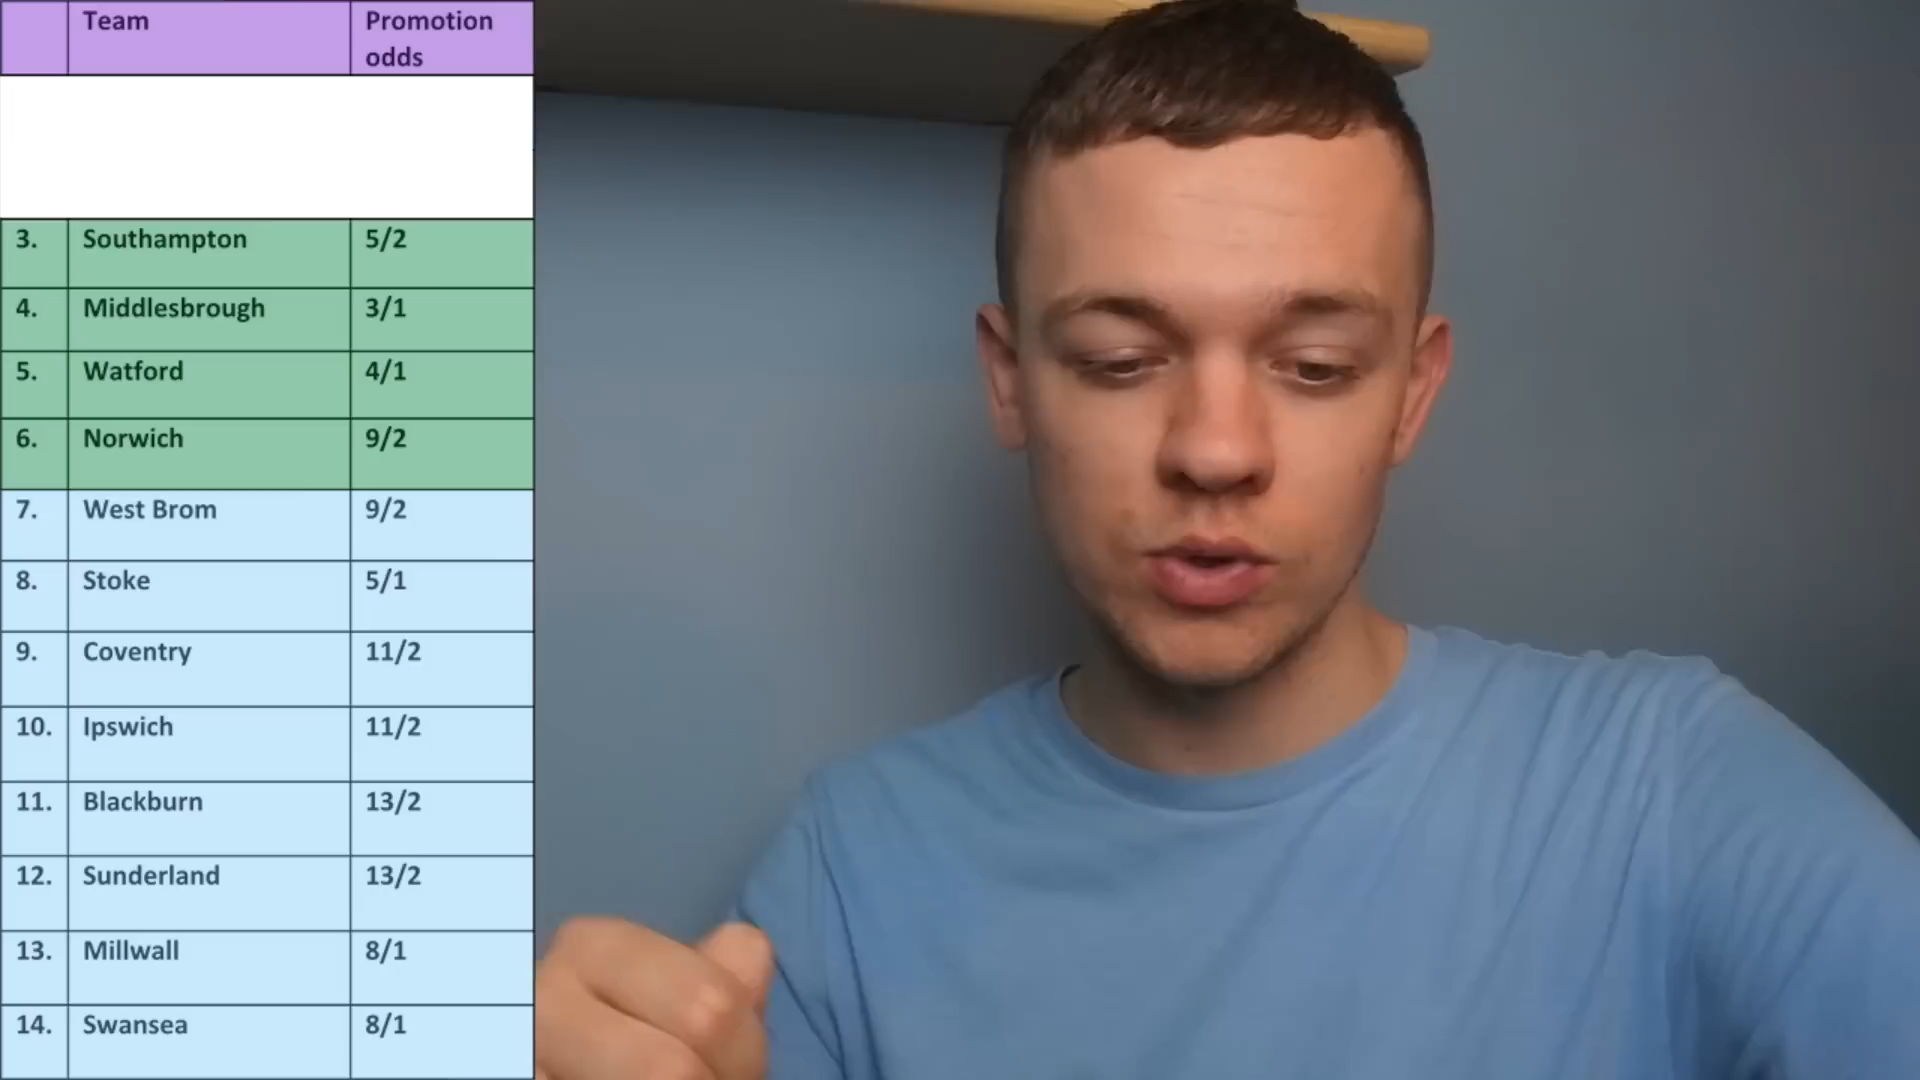 Team Promotion
odds
3. Southampton 5/2
4. Middlesbrough 3/1
5. Watford 4/1
6. Norwich 9/2
7. West Brom 9/2
8. Stoke 5/1
9. Coventry 11/2
10. Ipswich 11/2
11. Blackburn 13/2
12. Sunderland 13/2
13. Millwall 8/1
14. Swansea 8/1